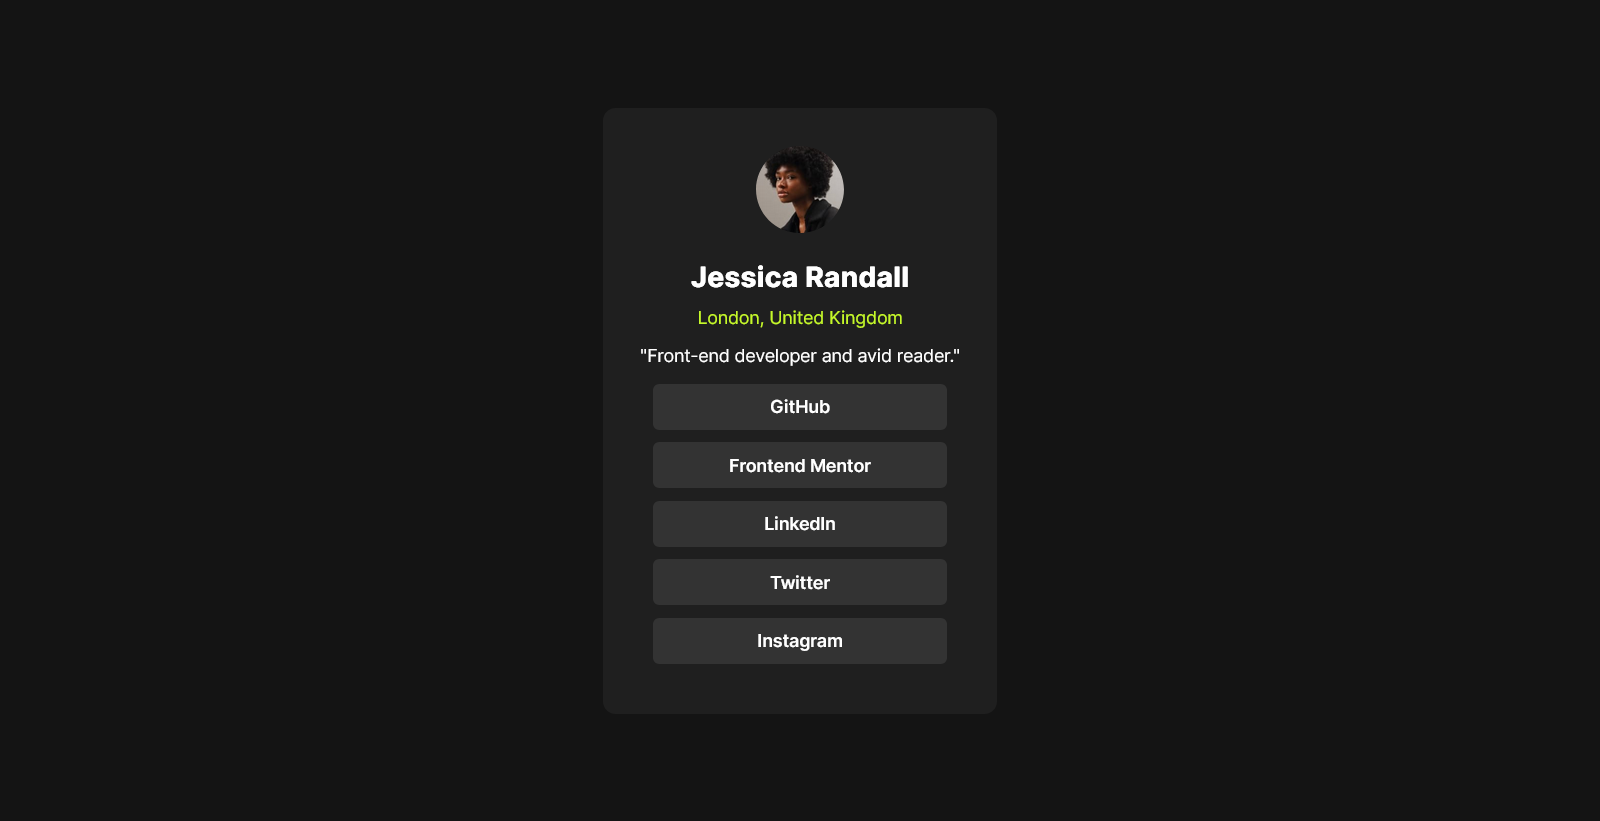 Jessica Randall
London, United Kingdom
"Front-end developer and avid reader."
GitHub
Frontend Mentor
LinkedIn
Twitter
Instagram